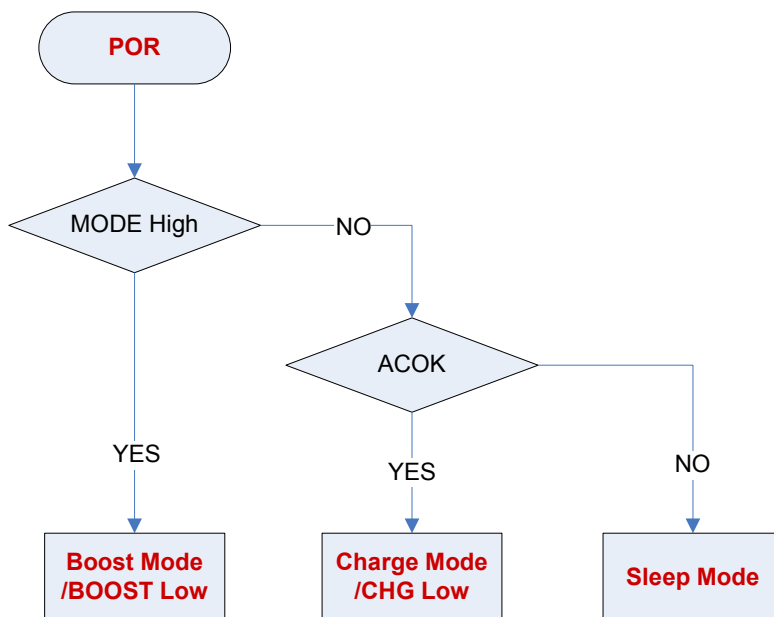 POR
MODE High
NO
ACOK
YES
YES
NO
Boost Mode
/BOOST Low
Charge Mode
/CHG Low
Sleep Mode